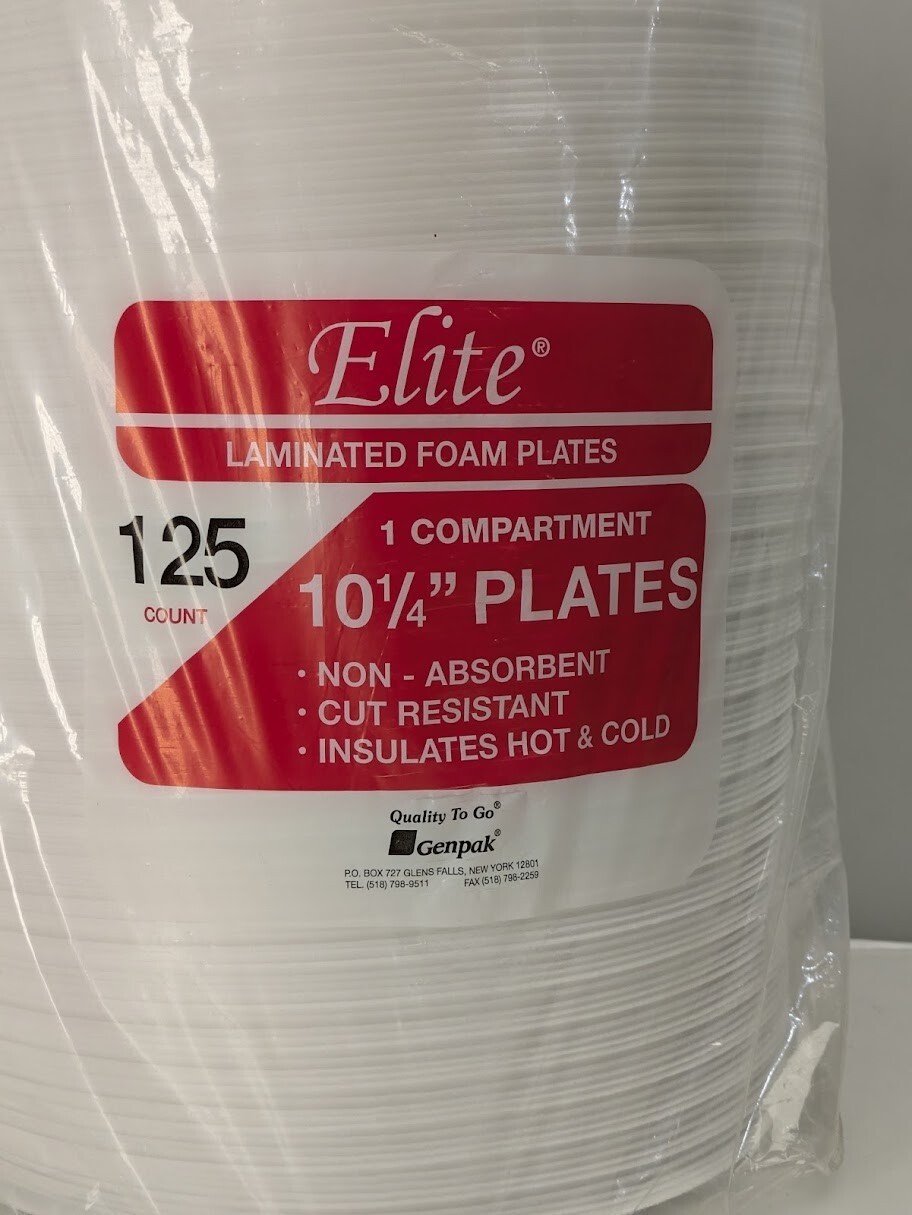 Elite®
LAMINATED FOAM PLATES
125
COUNT
1 COMPARTMENT
10¼” PLATES
• NON - ABSORBENT
• CUT RESISTANT
• INSULATES HOT & COLD
Quality To Go®
Genpak®
P.O. BOX 727 GLENS FALLS, NEW YORK 12801
TEL. (518) 798-9511 FAX (518) 798-2259